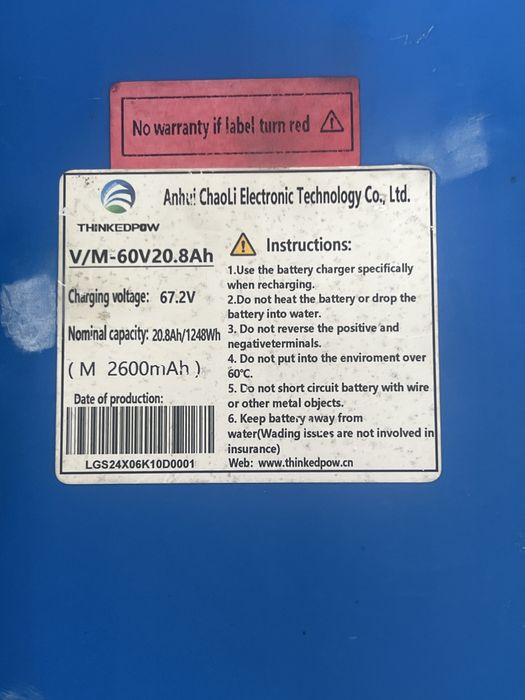 No warranty if label turn red
Anhui ChaoLi Electronic Technology Co., Ltd.
THINKEDPOW
V/M-60V20.8Ah
Charging voltage: 67.2V
Nominal capacity: 20.8Ah/1248Wh
( M 2600mAh )
Date of production:
LGS24X06K10D0001
Instructions:
1.Use the battery charger specifically
when recharging.
2.Do not heat the battery or drop the
battery into water.
3. Do not reverse the positive and
negativeterminals.
4. Do not put into the enviroment over
60℃.
5. Do not short circuit battery with wire
or other metal objects.
6. Keep battery away from
water(Wading issues are not involved in
insurance)
Web: www.thinkedpow.cn